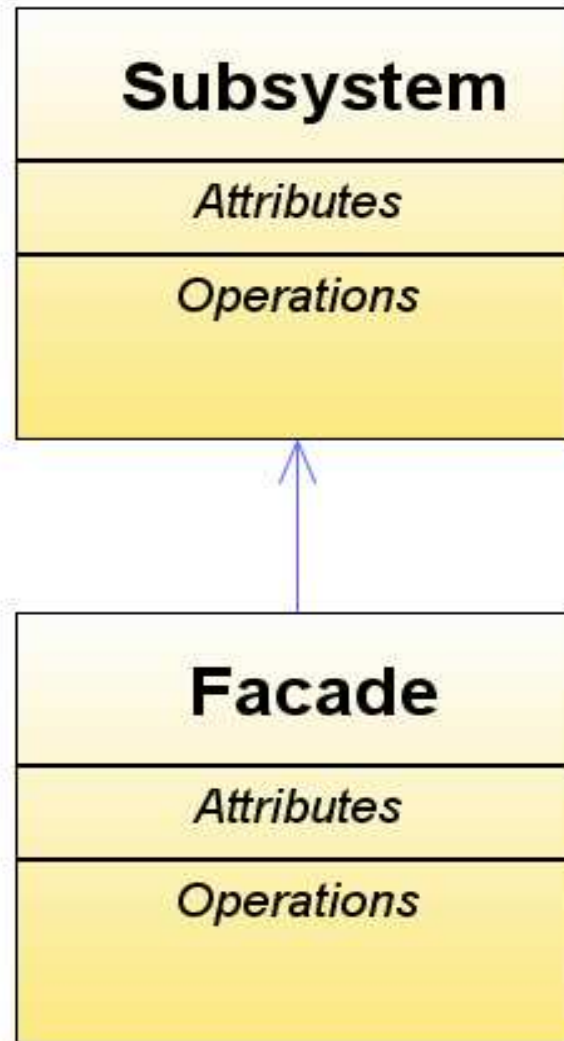 Subsystem
Attributes
Operations
Facade
Attributes
Operations